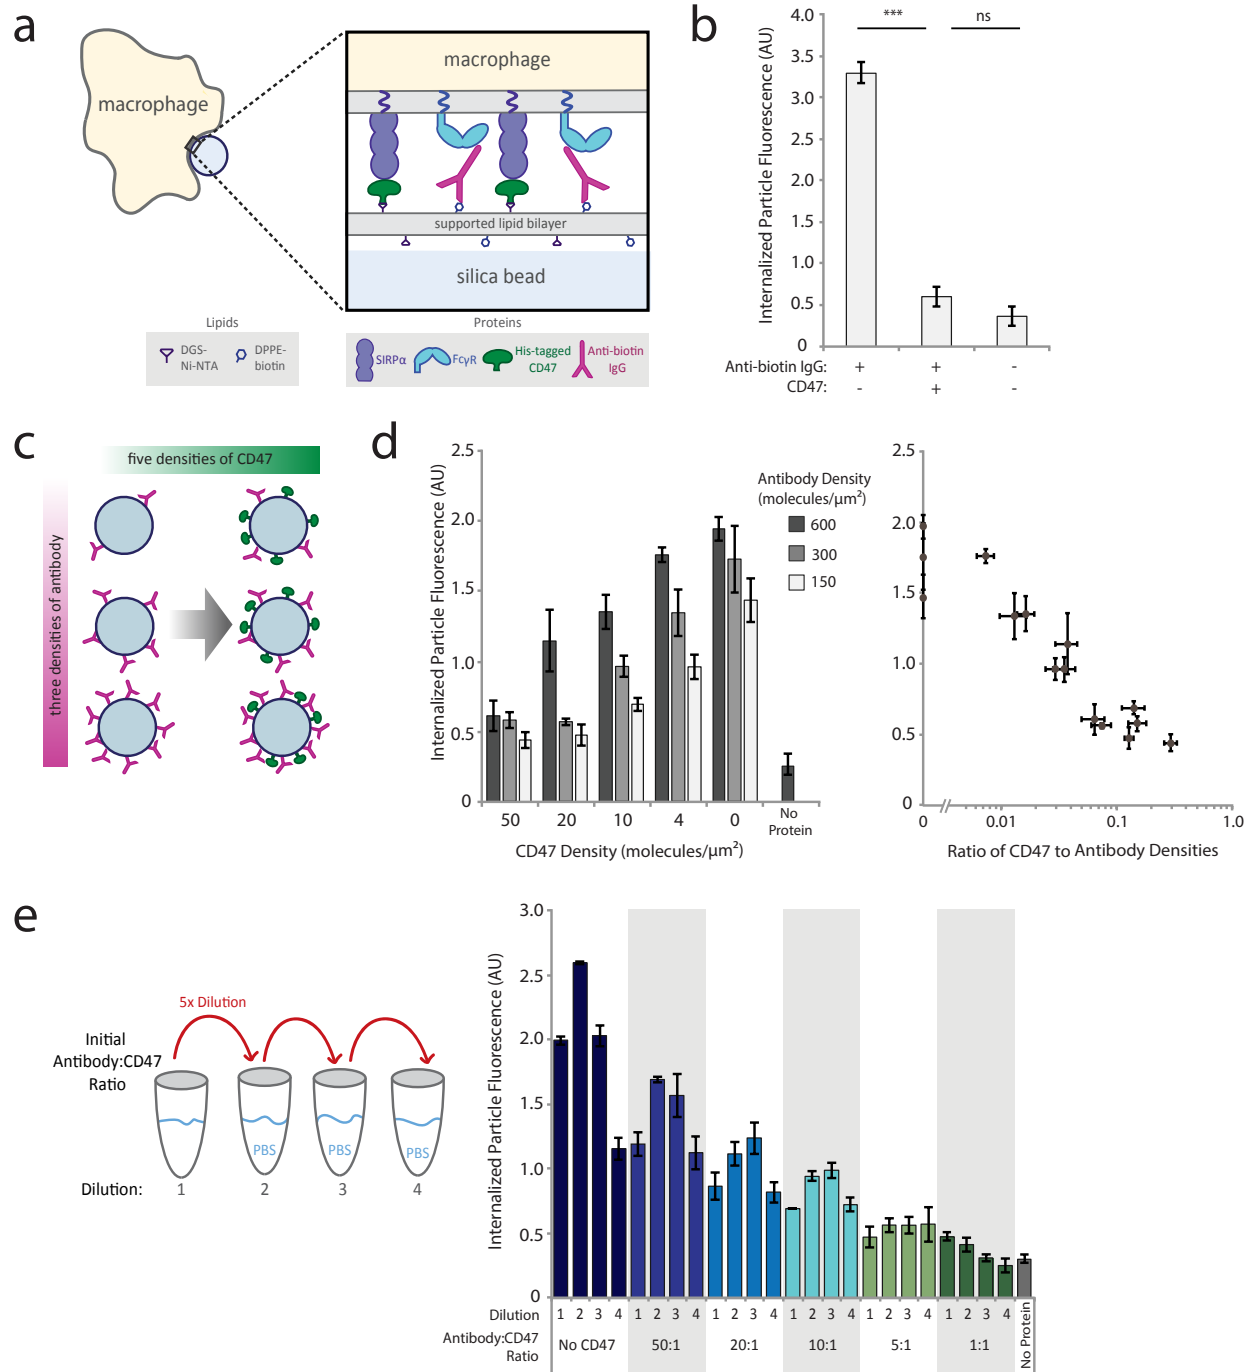 a
macrophage
macrophage
supported lipid bilayer
silica bead
Lipids
DGS-
Ni-NTA
DPPE-
biotin
Proteins
SIRPα
FcγR
His-tagged
CD47
Anti-biotin
IgG
b
Internalized Particle Fluorescence (AU)
4.0
3.5
3.0
2.5
2.0
1.5
1.0
0.5
0
***
ns
Anti-biotin IgG: + + -
CD47: - + -
c
five densities of CD47
three densities of antibody
d
Internalized Particle Fluorescence (AU)
2.5
2.0
1.5
1.0
0.5
0
Antibody Density
(molecules/µm²)
600
300
150
50 20 10 4 0 No
Protein
CD47 Density (molecules/µm²)
2.5
2.0
1.5
1.0
0.5
0
0 0.01 0.1 1.0
Ratio of CD47 to Antibody Densities
e
5x Dilution
Initial
Antibody:CD47
Ratio
PBS PBS PBS
Dilution: 1 2 3 4
Internalized Particle Fluorescence (AU)
3.0
2.5
2.0
1.5
1.0
0.5
0
Dilution 1 2 3 4 1 2 3 4 1 2 3 4 1 2 3 4 1 2 3 4 1 2 3 4
Antibody:CD47
Ratio
No CD47 50:1 20:1 10:1 5:1 1:1
No Protein